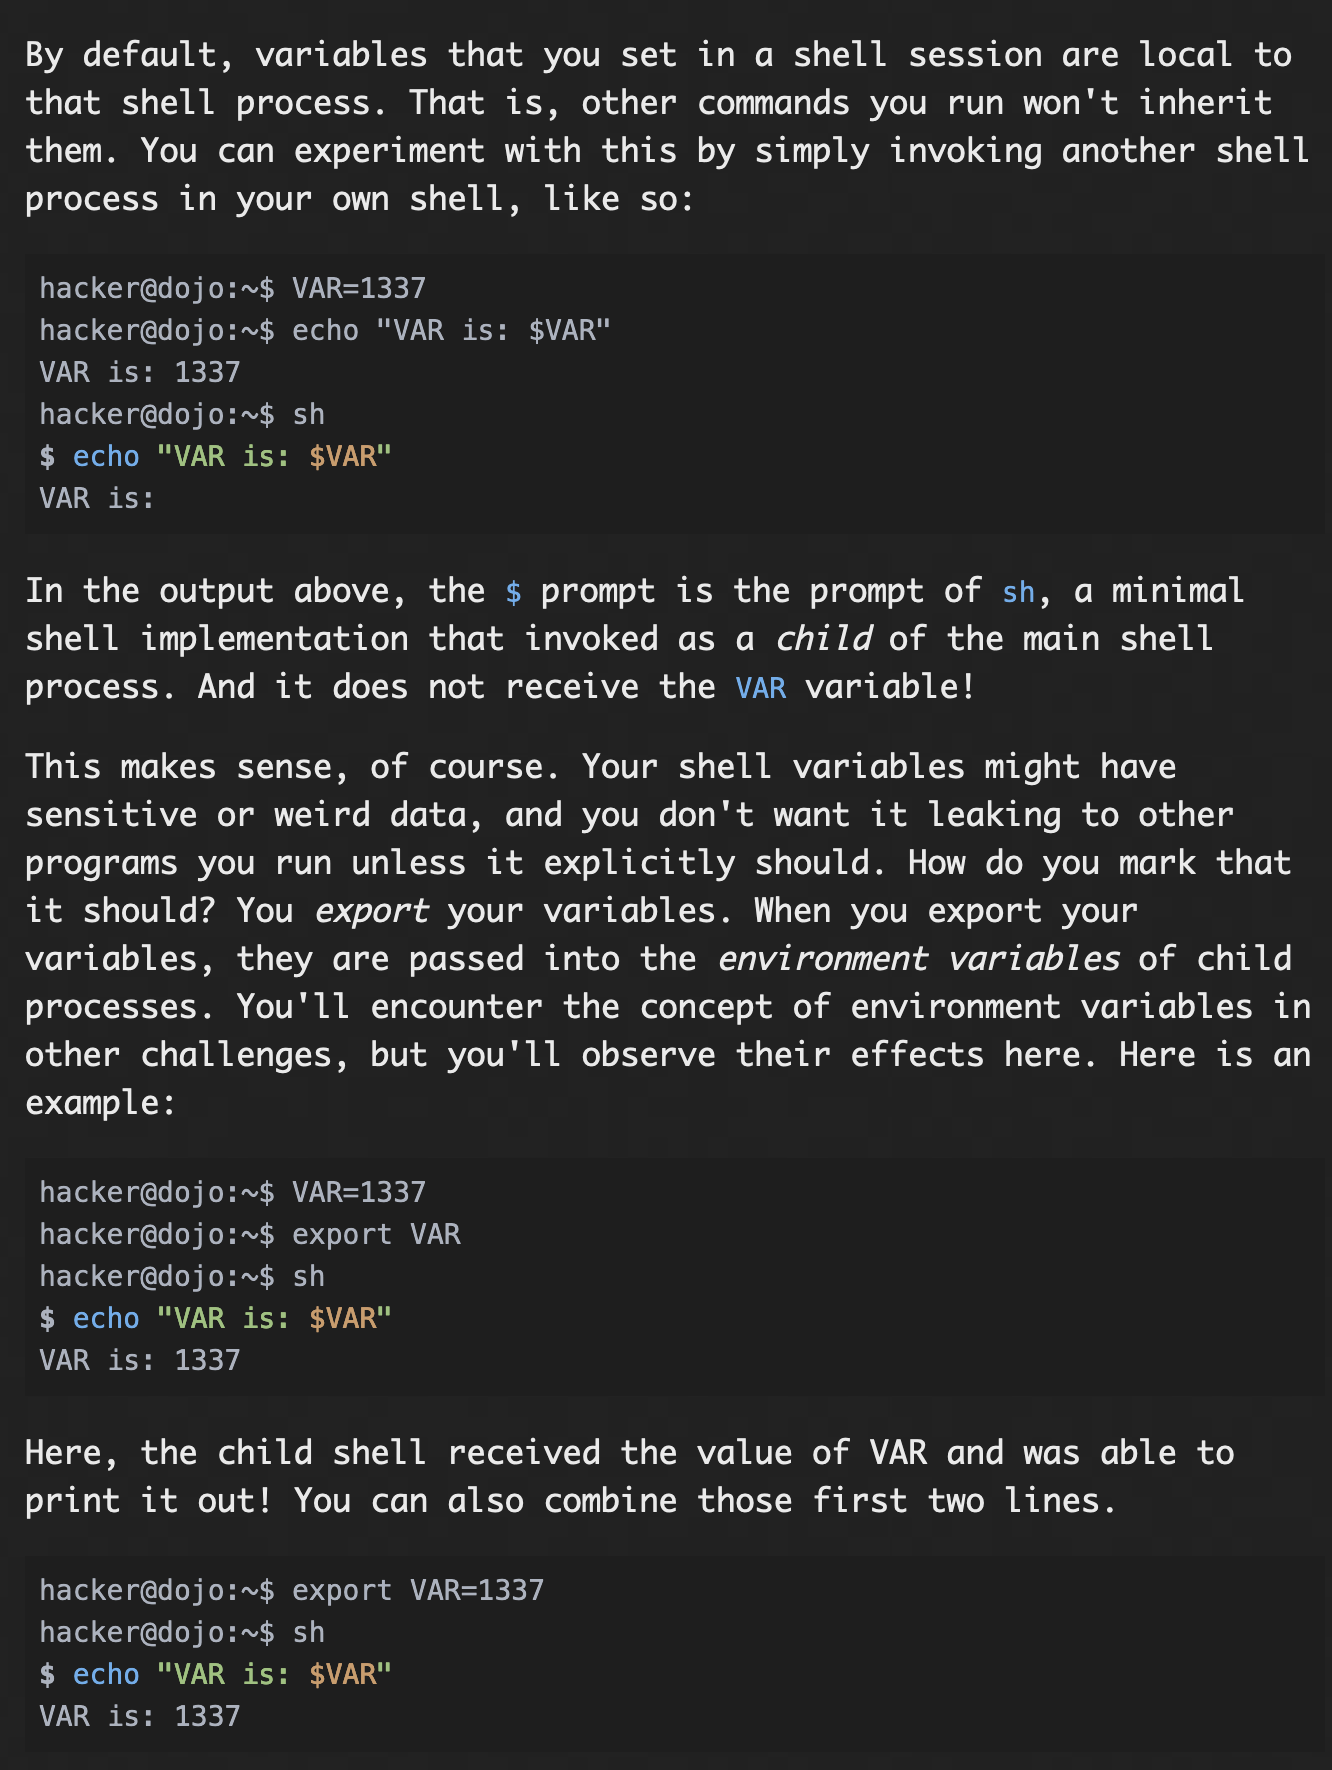 By default, variables that you set in a shell session are local to
that shell process. That is, other commands you run won't inherit
them. You can experiment with this by simply invoking another shell
process in your own shell, like so:
hacker@dojo:~$ VAR=1337
hacker@dojo:~$ echo "VAR is: $VAR"
VAR is: 1337
hacker@dojo:~$ sh
$ echo "VAR is: $VAR"
VAR is:
In the output above, the $ prompt is the prompt of sh, a minimal
shell implementation that invoked as a child of the main shell
process. And it does not receive the VAR variable!
This makes sense, of course. Your shell variables might have
sensitive or weird data, and you don't want it leaking to other
programs you run unless it explicitly should. How do you mark that
it should? You export your variables. When you export your
variables, they are passed into the environment variables of child
processes. You'll encounter the concept of environment variables in
other challenges, but you'll observe their effects here. Here is an
example:
hacker@dojo:~$ VAR=1337
hacker@dojo:~$ export VAR
hacker@dojo:~$ sh
$ echo "VAR is: $VAR"
VAR is: 1337
Here, the child shell received the value of VAR and was able to
print it out! You can also combine those first two lines.
hacker@dojo:~$ export VAR=1337
hacker@dojo:~$ sh
$ echo "VAR is: $VAR"
VAR is: 1337